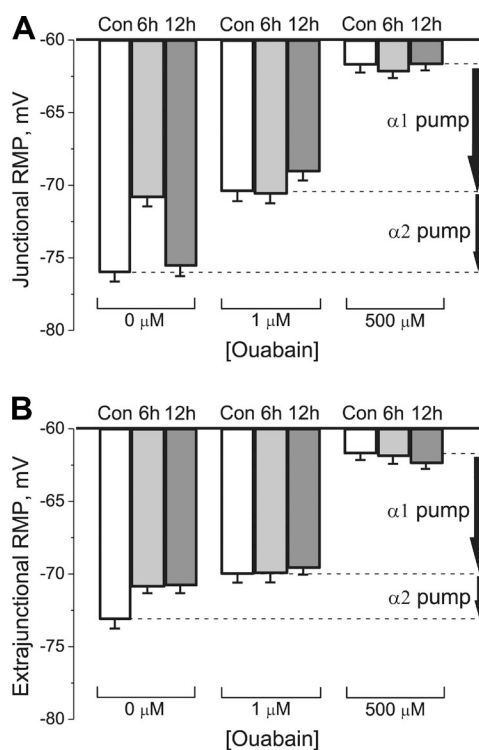 A
Con 6h 12h Con 6h 12h Con 6h 12h
-60
-65
-70
-75
-80
Junctional RMP, mV
α1 pump
α2 pump
0 μM 1 μM 500 μM
[Ouabain]
B
Con 6h 12h Con 6h 12h Con 6h 12h
-60
-65
-70
-75
-80
Extrajunctional RMP, mV
α1 pump
α2 pump
0 μM 1 μM 500 μM
[Ouabain]